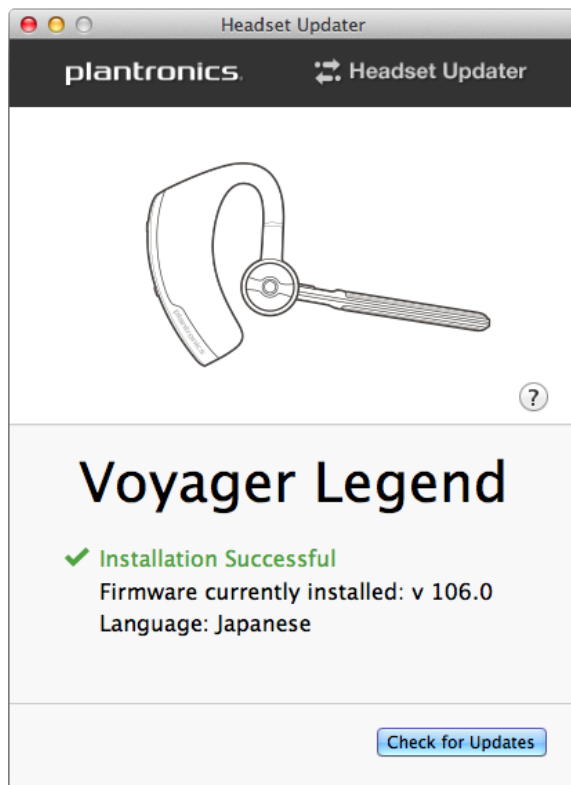 Headset Updater
plantronics. Headset Updater
plantronics
?
Voyager Legend
Installation Successful
Firmware currently installed: v 106.0
Language: Japanese
Check for Updates